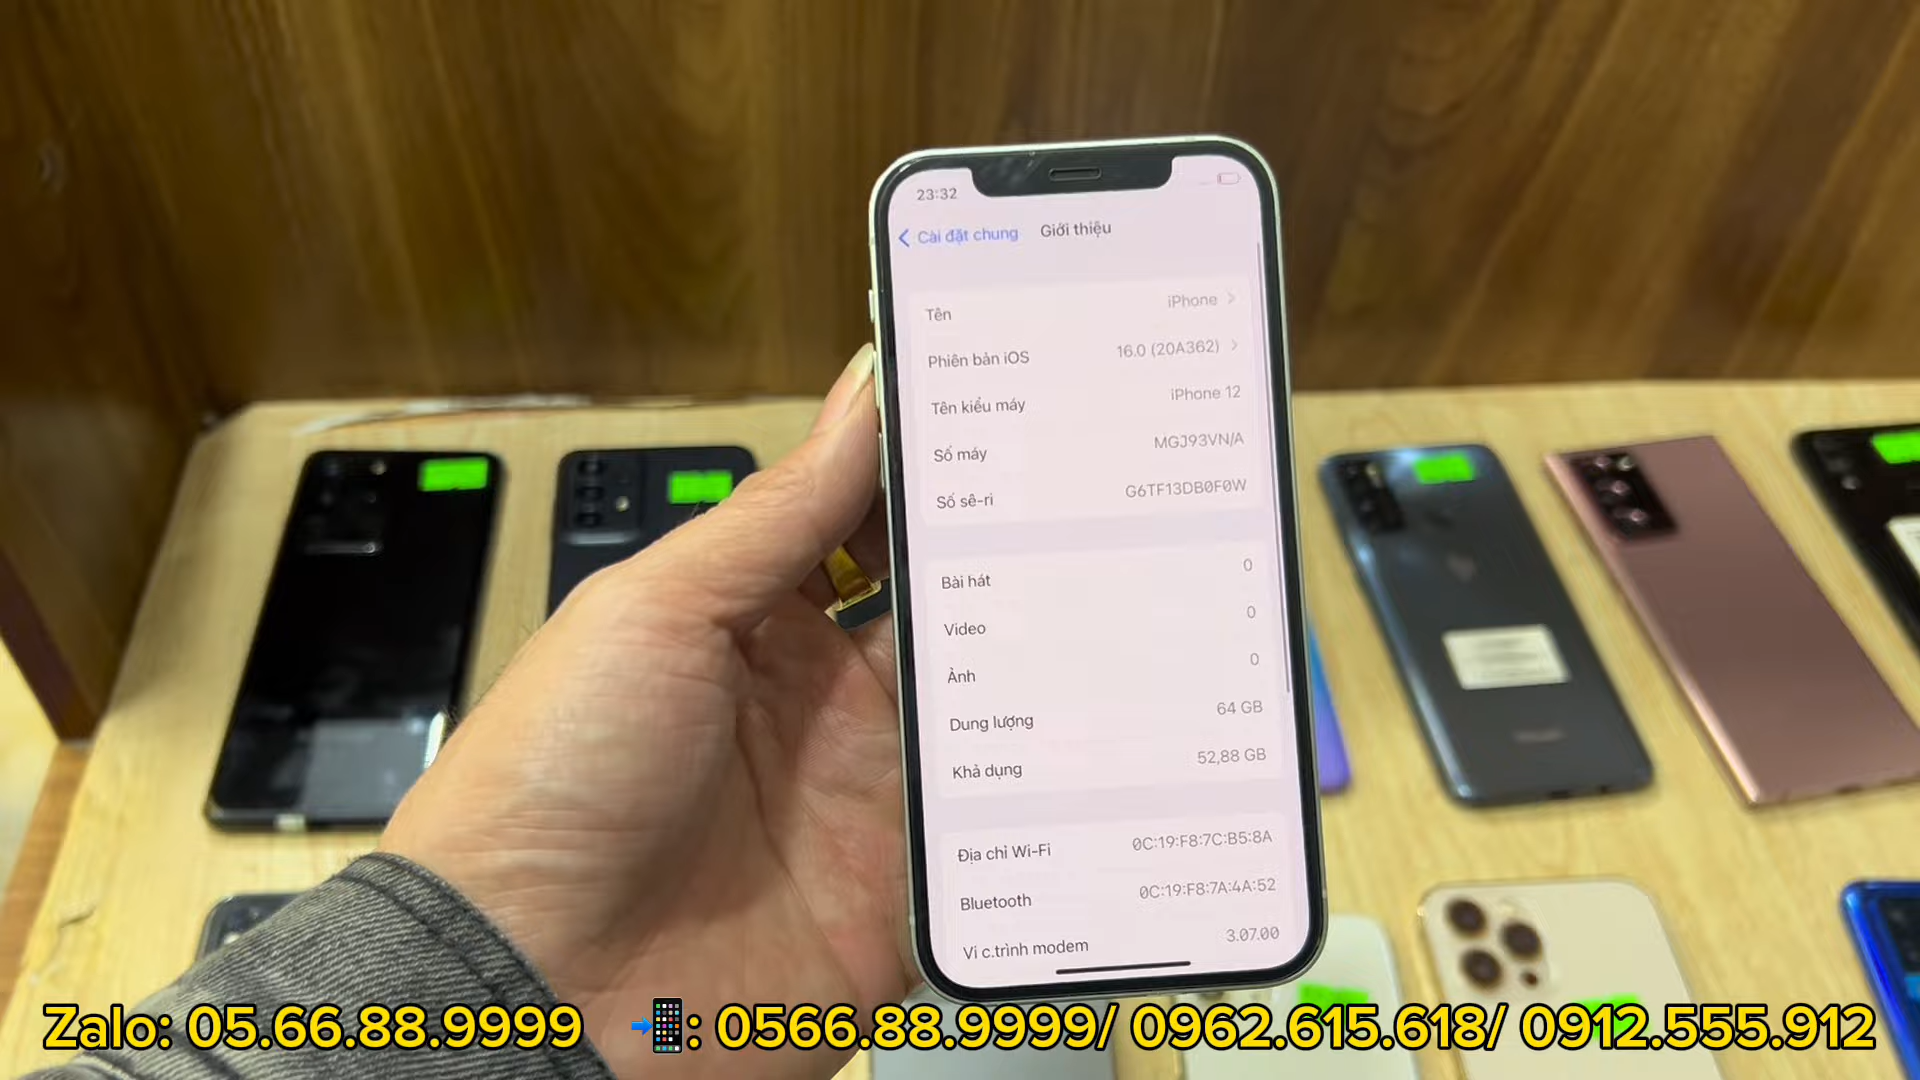 23:32
Cài đặt chung Giới thiệu
Tên iPhone
Phiên bản iOS 16.0 (20A362)
Tên kiểu máy iPhone 12
Số máy MGJ93VN/A
Số sê-ri G6TF13DB0F0W
Bài hát 0
Video 0
Ảnh 0
Dung lượng 64 GB
Khả dụng 52,88 GB
Địa chỉ Wi-Fi 0C:19:F8:7C:B5:8A
Bluetooth 0C:19:F8:7A:4A:52
Vi c.trình modem 3.07.00
Zalo: 05.66.88.9999 📲: 0566.88.9999/ 0962.615.618/ 0912.555.912